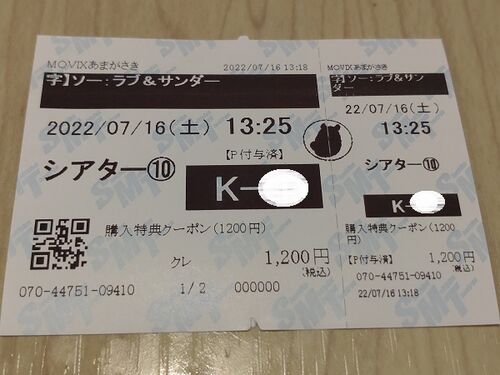 MOVIXあまがさき
2022/07/16 13:18
字】ソー:ラブ&サンダー
2022/07/16(土) 13:25
【P付与済】
シアター⑩
K-
購入特典クーポン(1200円)
クレ 1,200円
(税込)
070-44751-09410 1/2 000000
MOVIXあまがさき
字】ソー:ラブ&サン
ダー
22/07/16(土)
13:25
シアター⑩
K-
購入特典クーポン(1200
円)
【P付与済】 1,200円
(税込)
070-44751-09410
22/07/16 13:18
SMT